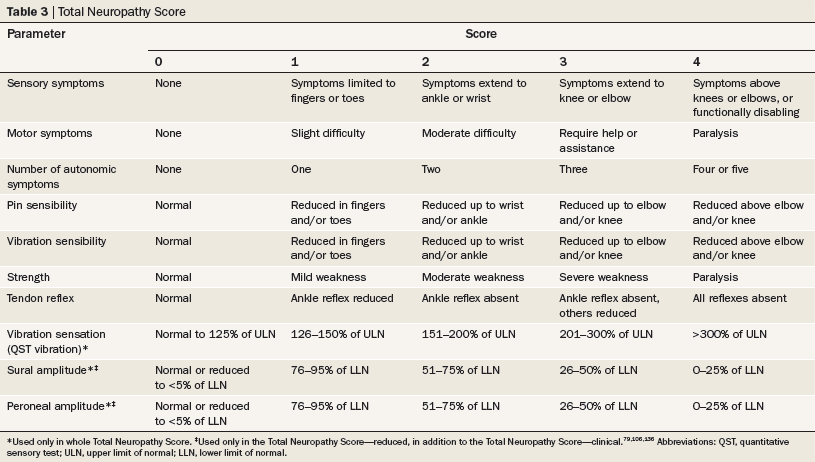 Table 3 | Total Neuropathy Score
Parameter Score
0 1 2 3 4
Sensory symptoms None Symptoms limited to fingers or toes Symptoms extend to ankle or wrist Symptoms extend to knee or elbow Symptoms above knees or elbows, or functionally disabling
Motor symptoms None Slight difficulty Moderate difficulty Require help or assistance Paralysis
Number of autonomic symptoms None One Two Three Four or five
Pin sensibility Normal Reduced in fingers and/or toes Reduced up to wrist and/or ankle Reduced up to elbow and/or knee Reduced above elbow and/or knee
Vibration sensibility Normal Reduced in fingers and/or toes Reduced up to wrist and/or ankle Reduced up to elbow and/or knee Reduced above elbow and/or knee
Strength Normal Mild weakness Moderate weakness Severe weakness Paralysis
Tendon reflex Normal Ankle reflex reduced Ankle reflex absent Ankle reflex absent, others reduced All reflexes absent
Vibration sensation (QST vibration)* Normal to 125% of ULN 126–150% of ULN 151–200% of ULN 201–300% of ULN >300% of ULN
Sural amplitude*‡ Normal or reduced to <5% of LLN 76–95% of LLN 51–75% of LLN 26–50% of LLN 0–25% of LLN
Peroneal amplitude*‡ Normal or reduced to <5% of LLN 76–95% of LLN 51–75% of LLN 26–50% of LLN 0–25% of LLN
*Used only in whole Total Neuropathy Score. ‡Used only in the Total Neuropathy Score—reduced, in addition to the Total Neuropathy Score—clinical.79,106,136 Abbreviations: QST, quantitative
sensory test; ULN, upper limit of normal; LLN, lower limit of normal.